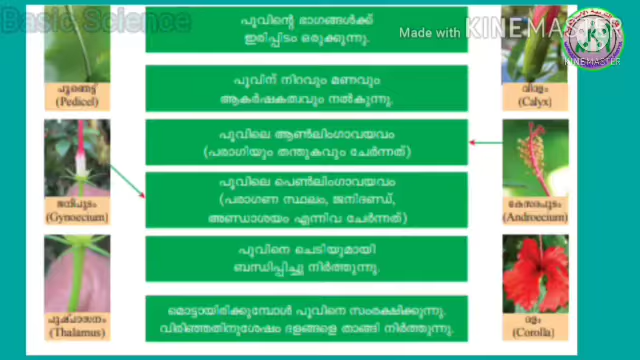 Basic Science
Made with KINEMASTER
KINEMASTER
പൂവിന്റെ ഭാഗങ്ങൾക്ക്
ഇരിപ്പിടം ഒരുക്കുന്നു.
പൂഞെട്ട്
(Pedicel)
പൂവിന് നിറവും മണവും
ആകർഷകത്വവും നൽകുന്നു.
വിദളം
(Calyx)
പൂവിലെ ആൺലിംഗാവയവം
(പരാഗിയും തന്തുകവും ചേർന്നത്)
ജനിപുടം
(Gynoecium)
പൂവിലെ പെൺലിംഗാവയവം
(പരാഗണ സ്ഥലം, ജനിദണ്ഡ്,
അണ്ഡാശയം എന്നിവ ചേർന്നത്)
കേസരപുടം
(Androecium)
പൂവിനെ ചെടിയുമായി
ബന്ധിപ്പിച്ചു നിർത്തുന്നു.
പുഷ്പാസനം
(Thalamus)
മൊട്ടായിരിക്കുമ്പോൾ പൂവിനെ സംരക്ഷിക്കുന്നു.
വിരിഞ്ഞതിനുശേഷം ദളങ്ങളെ താങ്ങി നിർത്തുന്നു.
ദളം
(Corolla)